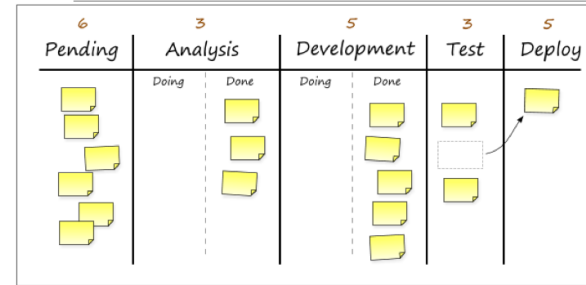 6 3 5 3 5
Pending Analysis Development Test Deploy
Doing Done Doing Done